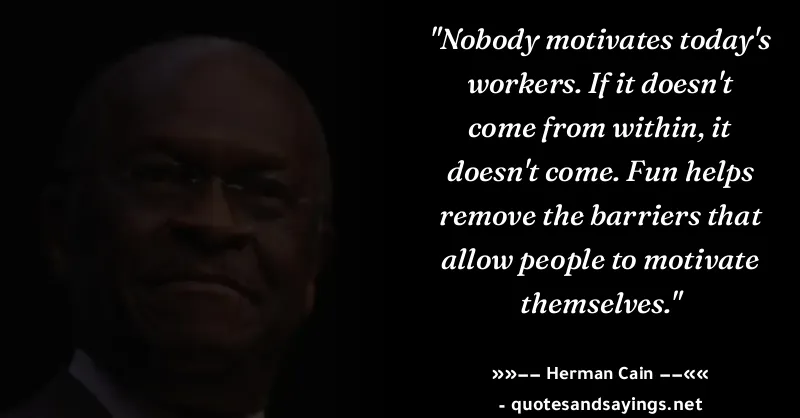 "Nobody motivates today's
workers. If it doesn't
come from within, it
doesn't come. Fun helps
remove the barriers that
allow people to motivate
themselves."
»»–– Herman Cain ––««
- quotesandsayings.net